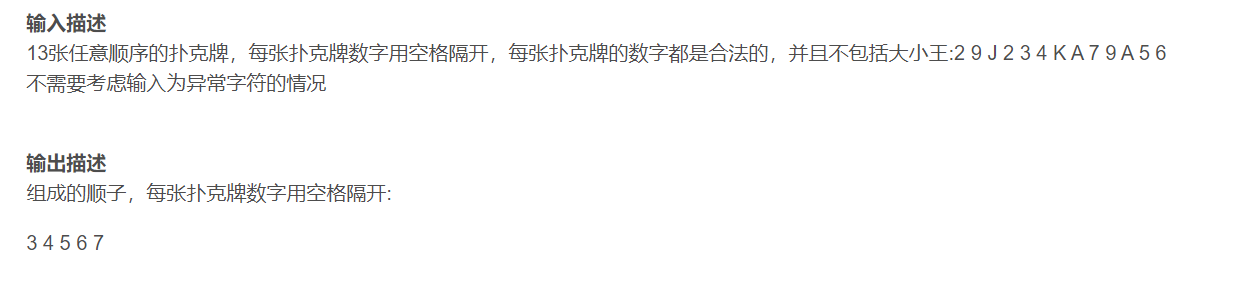 输入描述
13张任意顺序的扑克牌，每张扑克牌数字用空格隔开，每张扑克牌的数字都是合法的，并且不包括大小王:2 9 J 2 3 4 K A 7 9 A 5 6
不需要考虑输入为异常字符的情况
输出描述
组成的顺子，每张扑克牌数字用空格隔开:
3 4 5 6 7